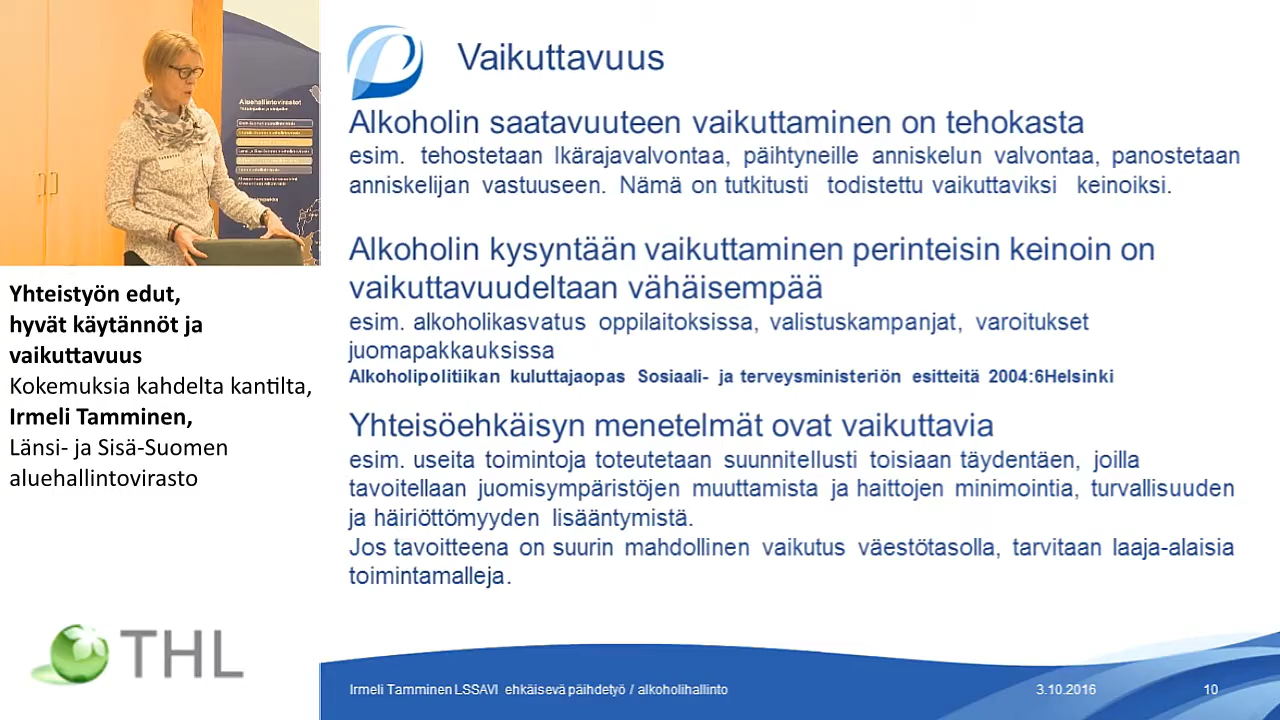 Vaikuttavuus
Alkoholin saatavuuteen vaikuttaminen on tehokasta
esim. tehostetaan Ikärajavalvontaa, päihtyneille anniskelun valvontaa, panostetaan
anniskelijan vastuuseen. Nämä on tutkitusti todistettu vaikuttaviksi keinoiksi.
Alkoholin kysyntään vaikuttaminen perinteisin keinoin on
vaikuttavuudeltaan vähäisempää
esim. alkoholikasvatus oppilaitoksissa, valistuskampanjat, varoitukset
juomapakkauksissa
Alkoholipolitiikan kuluttajaopas Sosiaali- ja terveysministeriön esitteitä 2004:6Helsinki
Yhteisöehkäisyn menetelmät ovat vaikuttavia
esim. useita toimintoja toteutetaan suunnitellusti toisiaan täydentäen, joilla
tavoitellaan juomisympäristöjen muuttamista ja haittojen minimointia, turvallisuuden
ja häiriöttömyyden lisääntymistä.
Jos tavoitteena on suurin mahdollinen vaikutus väestötasolla, tarvitaan laaja-alaisia
toimintamalleja.
Irmeli Tamminen LSSAVI ehkäisevä päihdetyö / alkoholihallinto
3.10.2016
10
Aluehallintovirastot
Yhteistyön edut,
hyvät käytännöt ja
vaikuttavuus
Kokemuksia kahdelta kantilta,
Irmeli Tamminen,
Länsi- ja Sisä-Suomen
aluehallintovirasto
THL